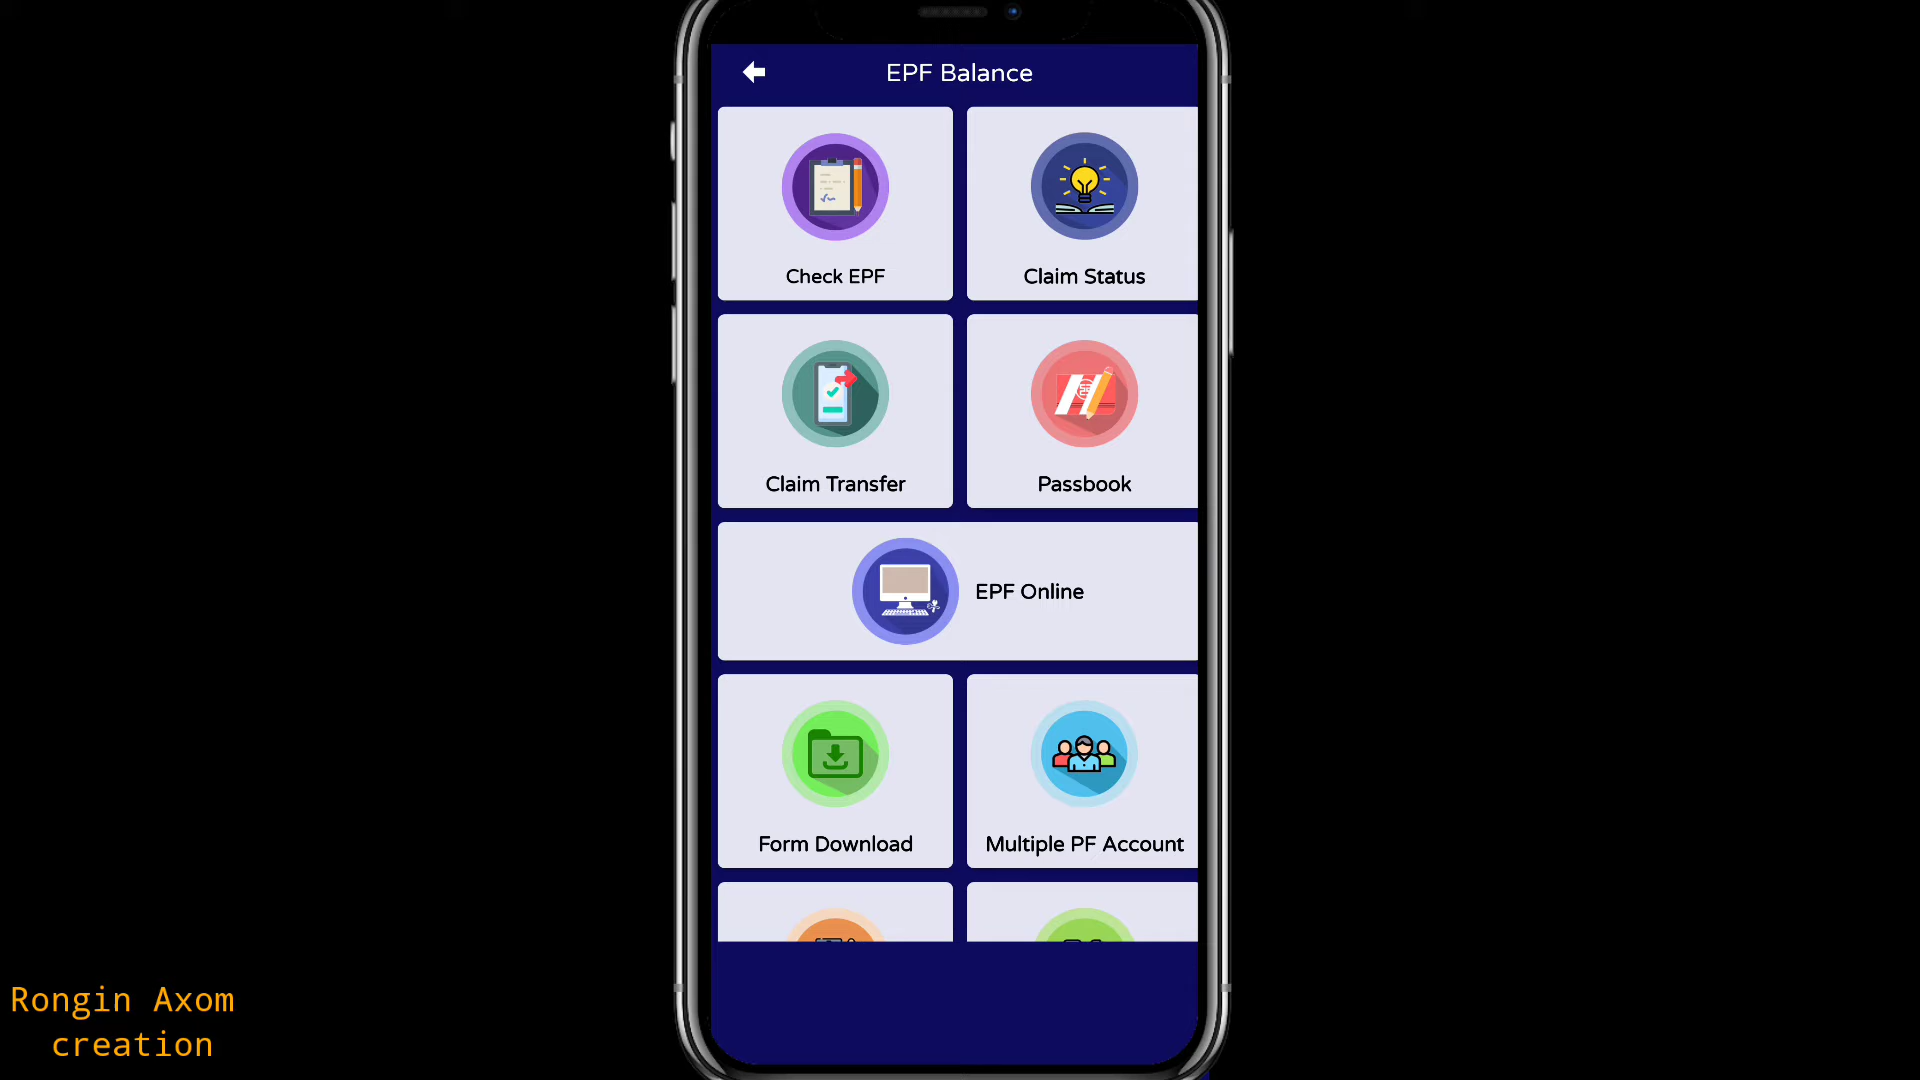 EPF Balance
Check EPF
Claim Status
Claim Transfer
Passbook
EPF Online
Form Download
Multiple PF Account
Rongin Axom
creation